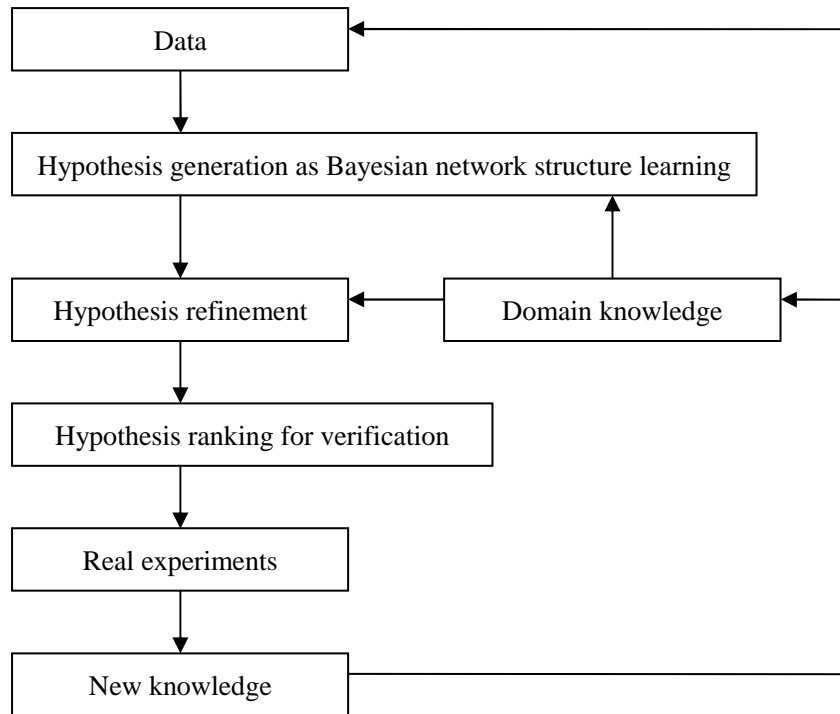 Data
Hypothesis generation as Bayesian network structure learning
Hypothesis refinement
Domain knowledge
Hypothesis ranking for verification
Real experiments
New knowledge